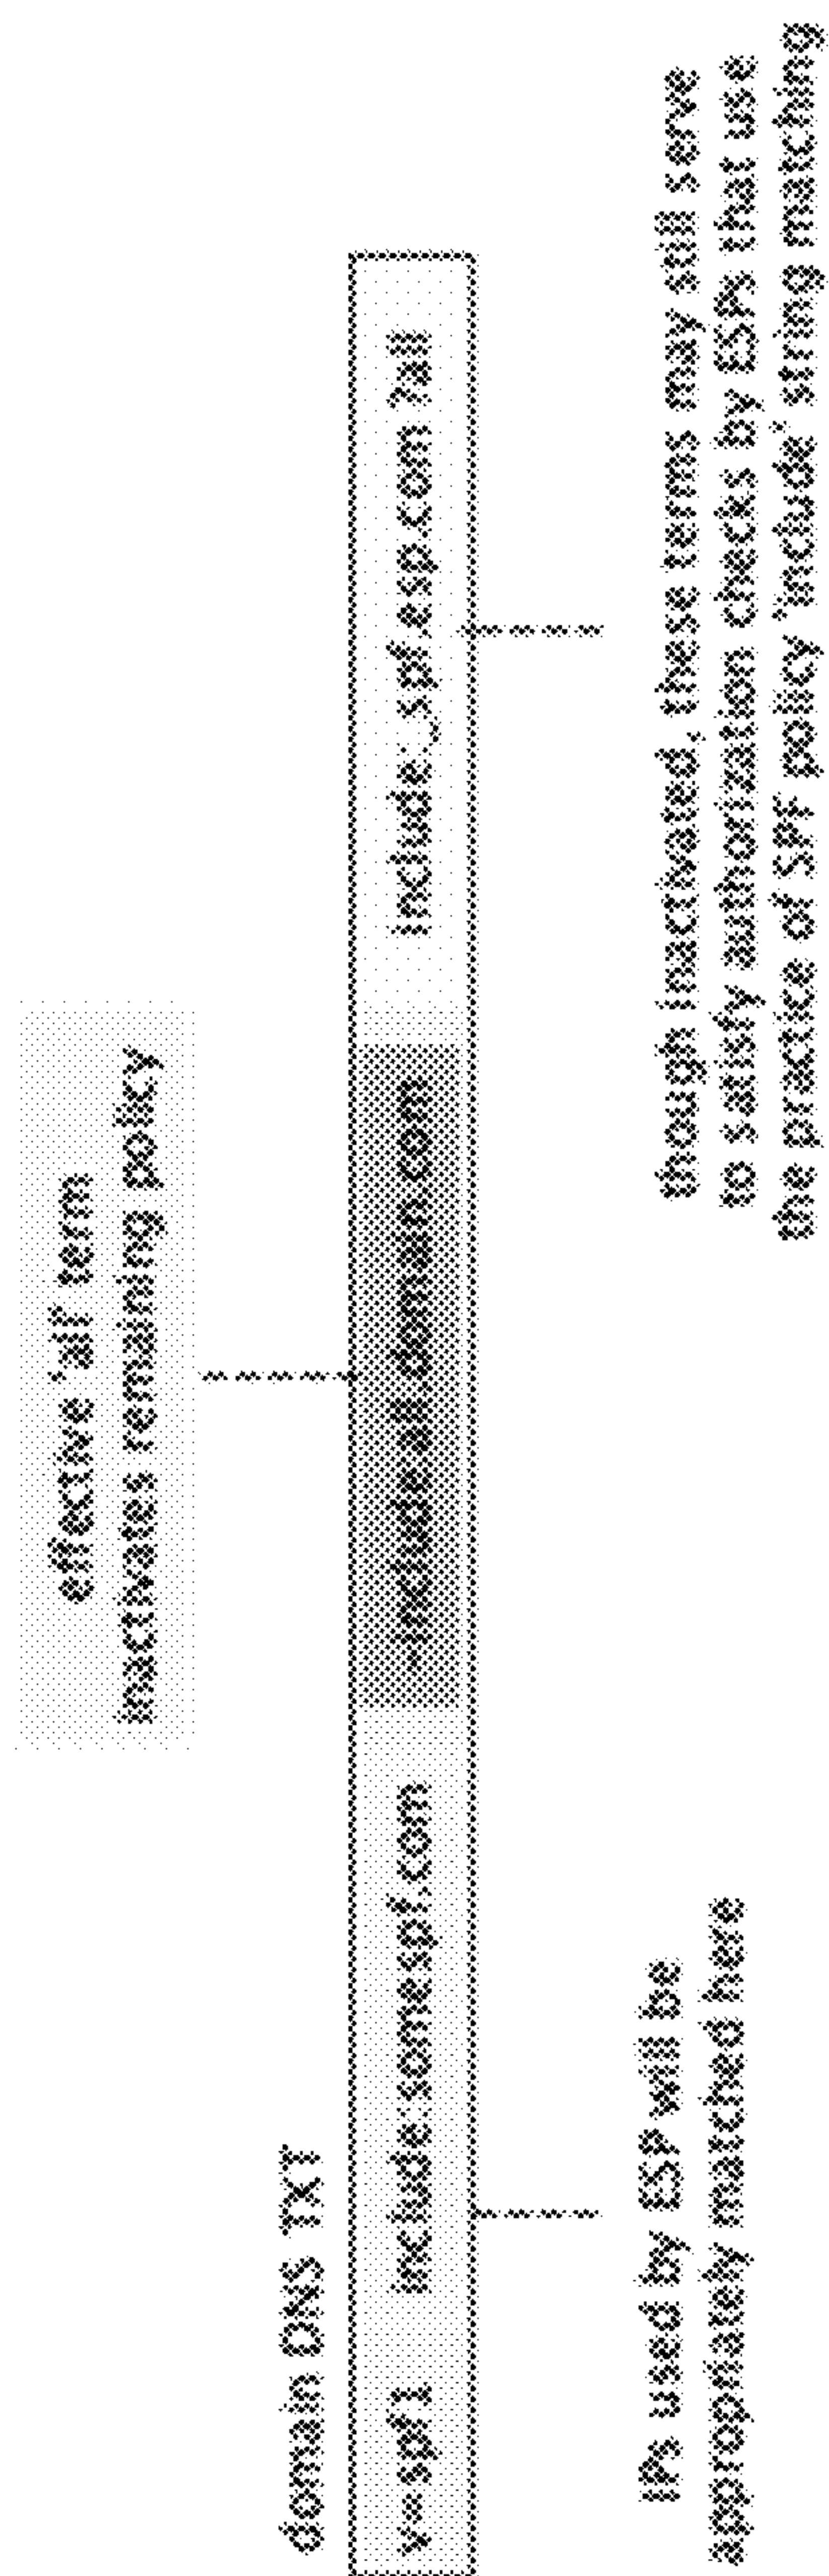 effective 'all' term
inactivates remaining policy
domain DNS TXT
v=spf1 include:somespf.com ~include:all.domain.com include:_spf.esp.com ?all
IPs used by ESP will be
appropriately matched here
though inactivated, these terms may still serve
to satisfy authorization checks by ESPs that use
the practice of SPF policy 'include' string matching